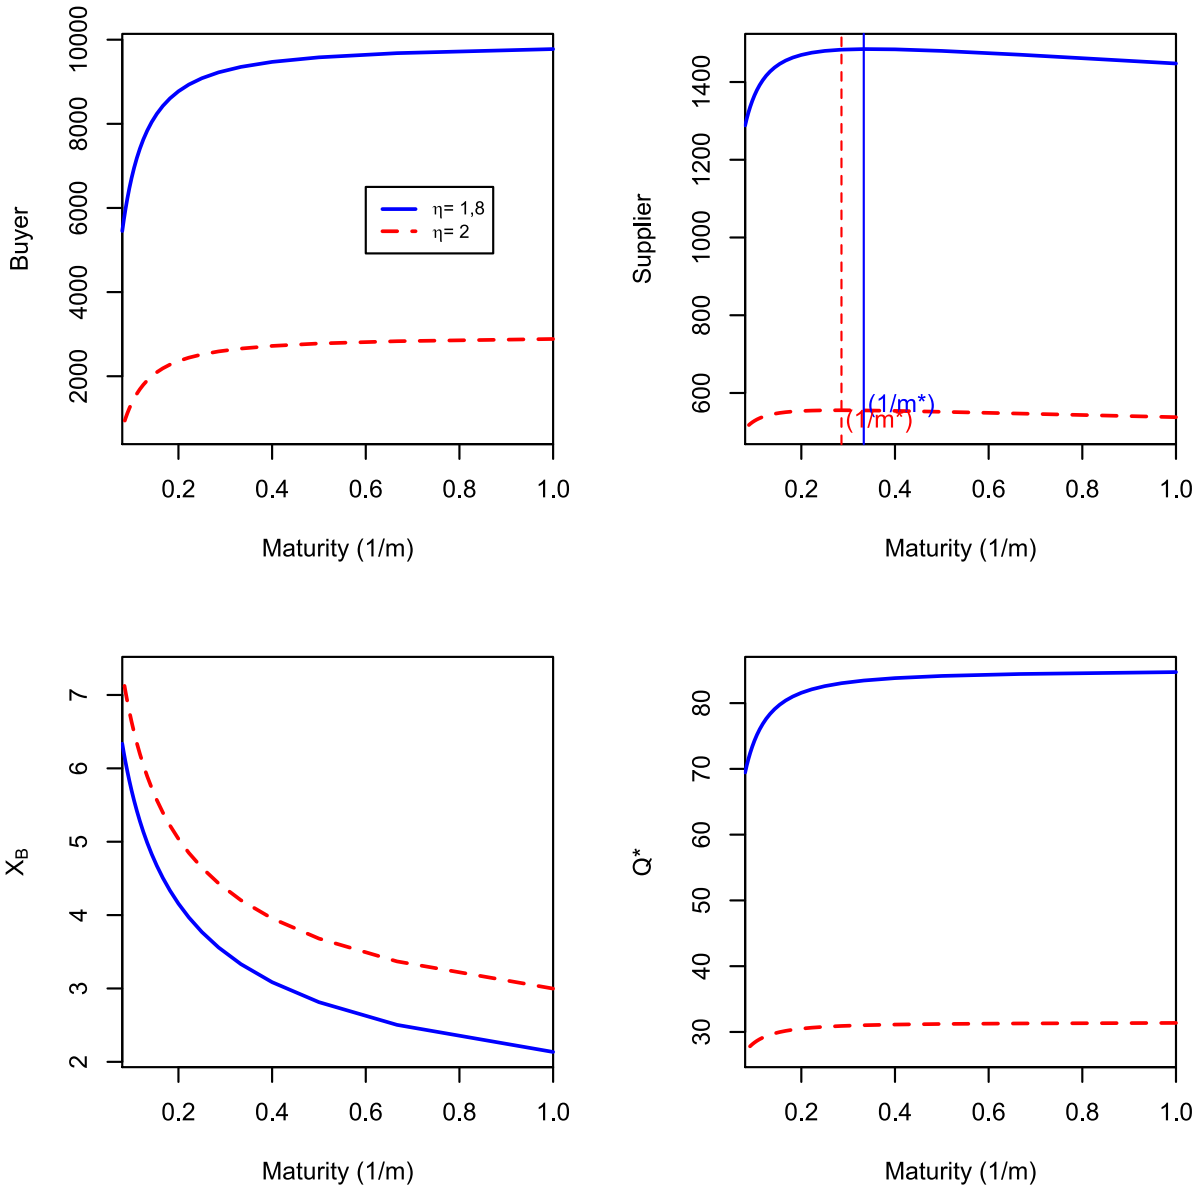 Buyer
10000
8000
6000
4000
2000
η= 1,8
η= 2
0.2 0.4 0.6 0.8 1.0
Maturity (1/m)
Supplier
1400
1200
1000
800
600
(1/m*)
(1/m*)
0.2 0.4 0.6 0.8 1.0
Maturity (1/m)
X_B
7
6
5
4
3
2
0.2 0.4 0.6 0.8 1.0
Maturity (1/m)
Q*
80
70
60
50
40
30
0.2 0.4 0.6 0.8 1.0
Maturity (1/m)